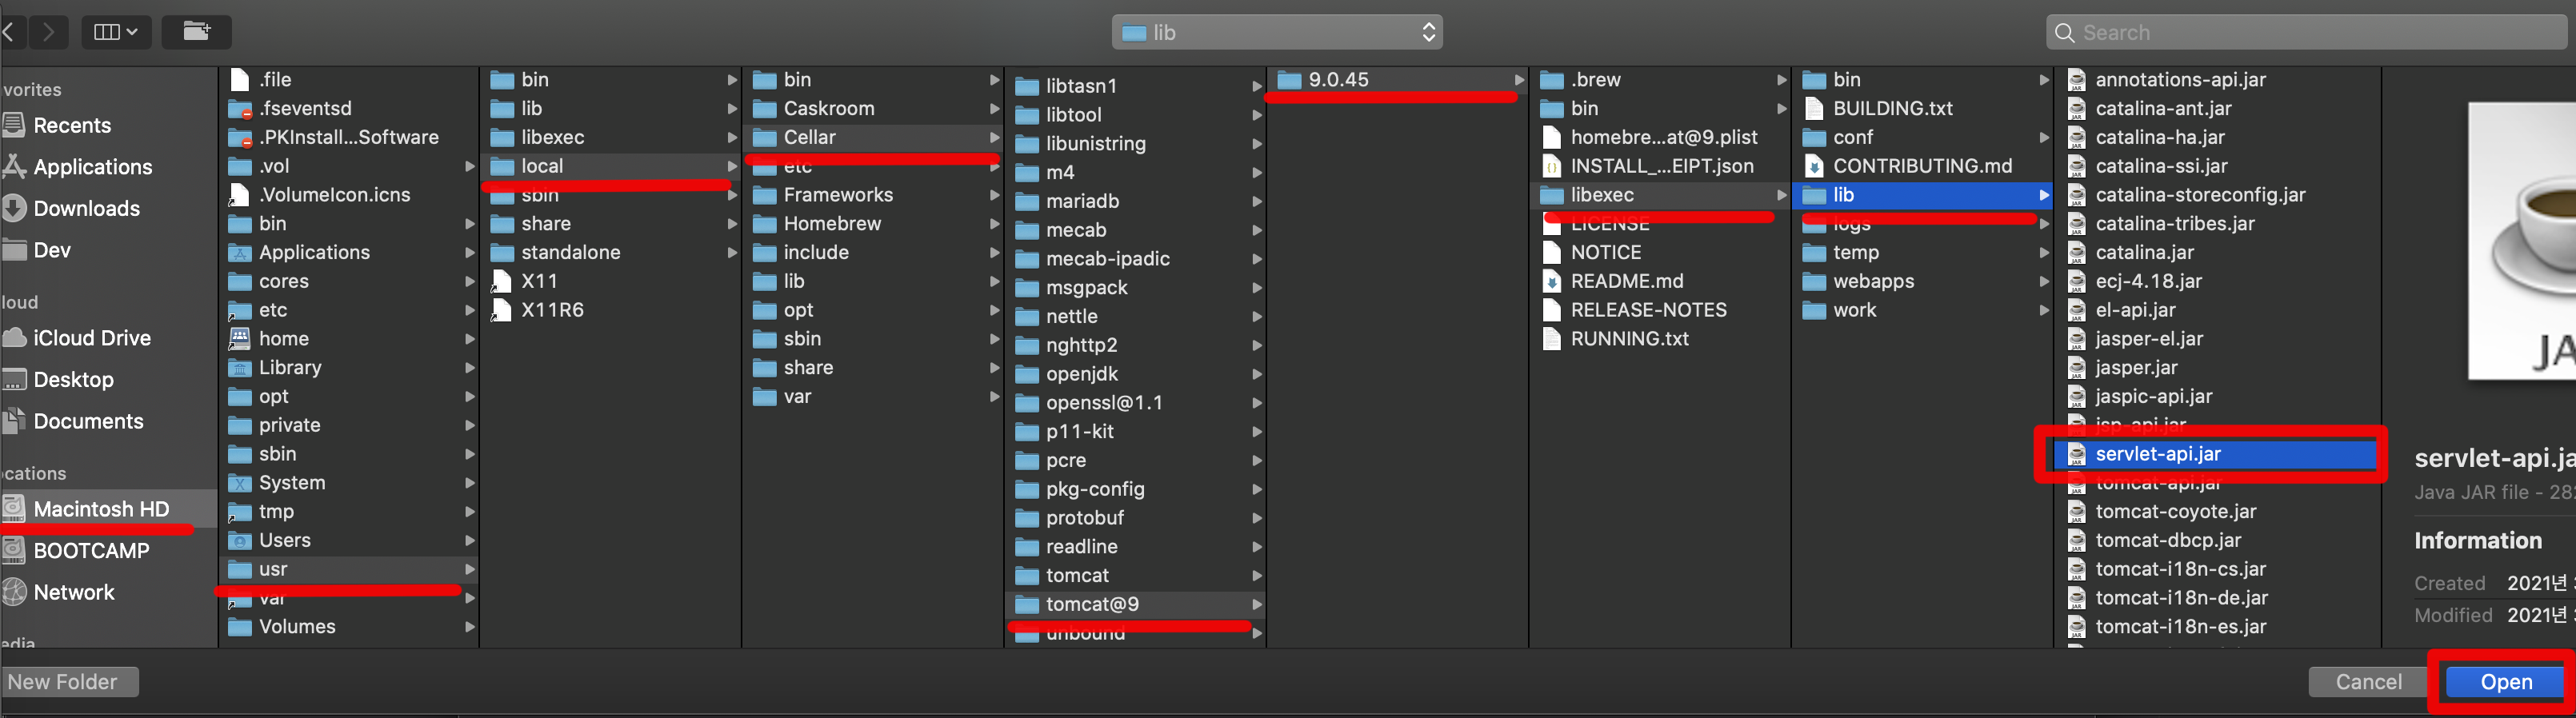 lib
Search
vorites
Recents
Applications
Downloads
Dev
loud
iCloud Drive
Desktop
Documents
cations
Macintosh HD
BOOTCAMP
Network
edia
.file
.fseventsd
.PKInstall...Software
.vol
.VolumeIcon.icns
bin
Applications
cores
etc
home
Library
opt
private
sbin
System
tmp
Users
usr
var
Volumes
bin
lib
libexec
local
sbin
share
standalone
X11
X11R6
bin
Caskroom
Cellar
etc
Frameworks
Homebrew
include
lib
opt
sbin
share
var
libtasn1
libtool
libunistring
m4
mariadb
mecab
mecab-ipadic
msgpack
nettle
nghttp2
openjdk
openssl@1.1
p11-kit
pcre
pkg-config
protobuf
readline
tomcat
tomcat@9
unbound
9.0.45
.brew
bin
homebre...at@9.plist
INSTALL_...EIPT.json
libexec
LICENSE
NOTICE
README.md
RELEASE-NOTES
RUNNING.txt
bin
BUILDING.txt
conf
CONTRIBUTING.md
lib
logs
temp
webapps
work
annotations-api.jar
catalina-ant.jar
catalina-ha.jar
catalina-ssi.jar
catalina-storeconfig.jar
catalina-tribes.jar
catalina.jar
ecj-4.18.jar
el-api.jar
jasper-el.jar
jasper.jar
jaspic-api.jar
jsp-api.jar
servlet-api.jar
tomcat-api.jar
tomcat-coyote.jar
tomcat-dbcp.jar
tomcat-i18n-cs.jar
tomcat-i18n-de.jar
tomcat-i18n-es.jar
JA
servlet-api.ja
Java JAR file - 28
Information
Created 2021년
Modified 2021년
New Folder
Cancel
Open